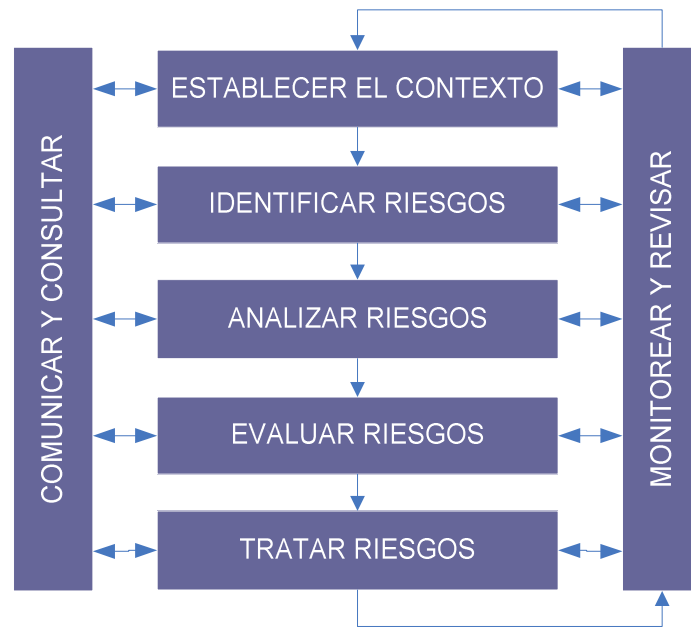 COMUNICAR Y CONSULTAR
ESTABLECER EL CONTEXTO
IDENTIFICAR RIESGOS
ANALIZAR RIESGOS
EVALUAR RIESGOS
TRATAR RIESGOS
MONITOREAR Y REVISAR